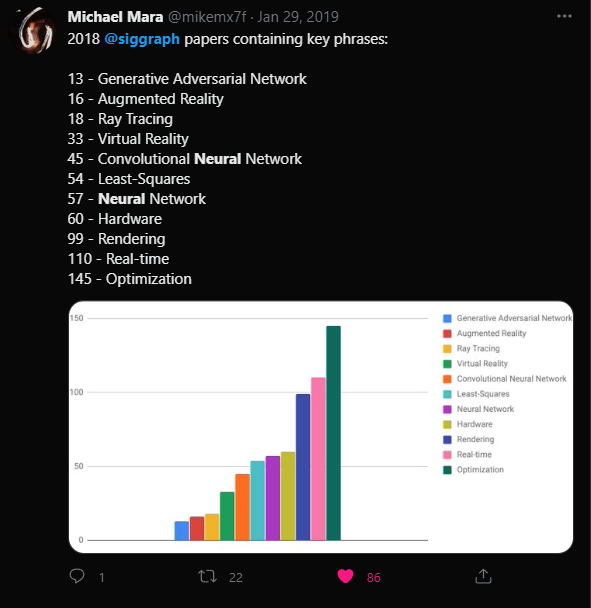 Michael Mara @mikemx7f · Jan 29, 2019
2018 @siggraph papers containing key phrases:
13 - Generative Adversarial Network
16 - Augmented Reality
18 - Ray Tracing
33 - Virtual Reality
45 - Convolutional Neural Network
54 - Least-Squares
57 - Neural Network
60 - Hardware
99 - Rendering
110 - Real-time
145 - Optimization
150
100
50
0
Generative Adversarial Network
Augmented Reality
Ray Tracing
Virtual Reality
Convolutional Neural Network
Least-Squares
Neural Network
Hardware
Rendering
Real-time
Optimization
1
22
86